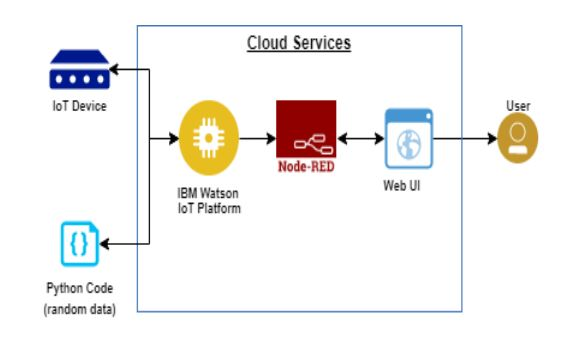 Cloud Services
IoT Device
User
Node-RED
Web UI
IBM Watson
IoT Platform
{}
Python Code
(random data)